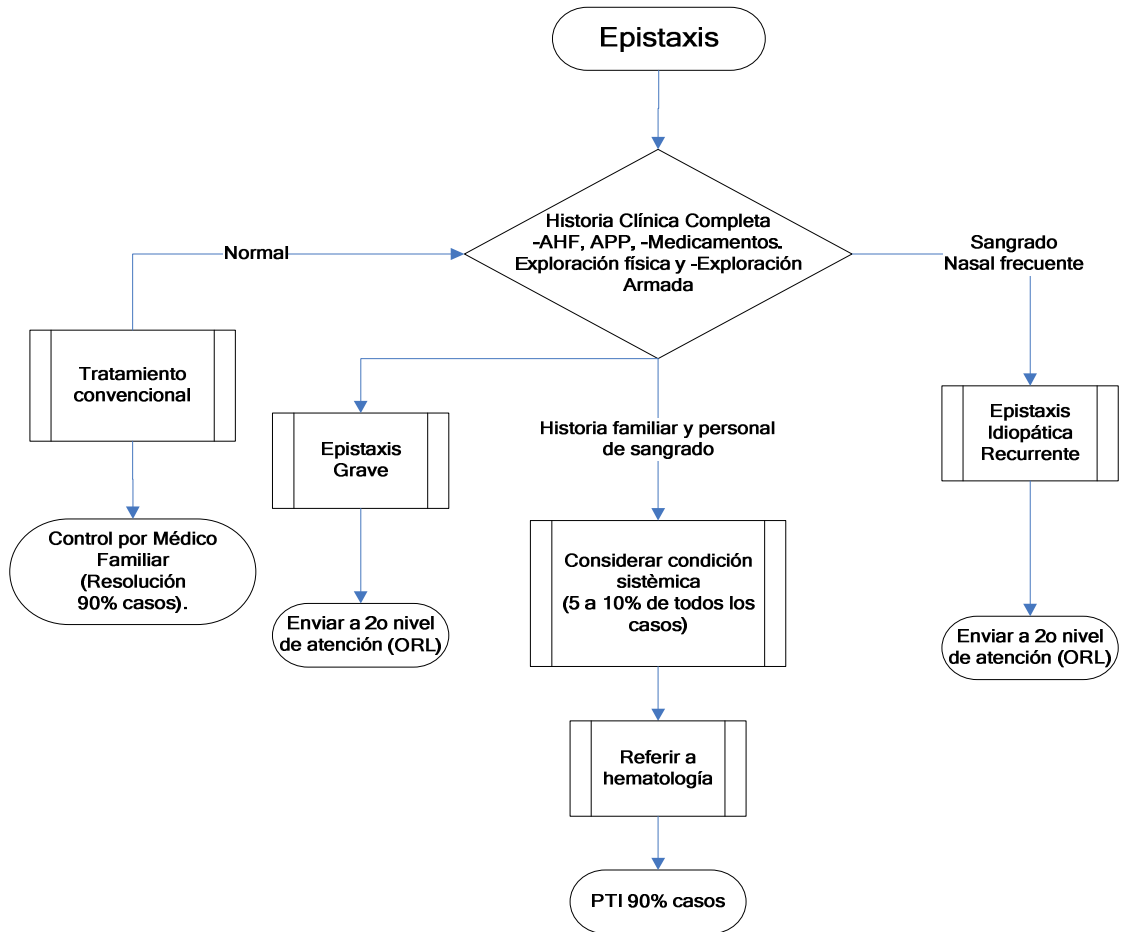 Epistaxis
Historia Clínica Completa
-AHF, APP, -Medicamentos.
Exploración física y -Exploración
Armada
Normal
Sangrado
Nasal frecuente
Tratamiento
convencional
Control por Médico
Familiar
(Resolución
90% casos).
Epistaxis
Grave
Enviar a 2o nivel
de atención (ORL)
Historia familiar y personal
de sangrado
Considerar condición
sistèmica
(5 a 10% de todos los
casos)
Referir a
hematología
PTI 90% casos
Epistaxis
Idiopática
Recurrente
Enviar a 2o nivel
de atención (ORL)